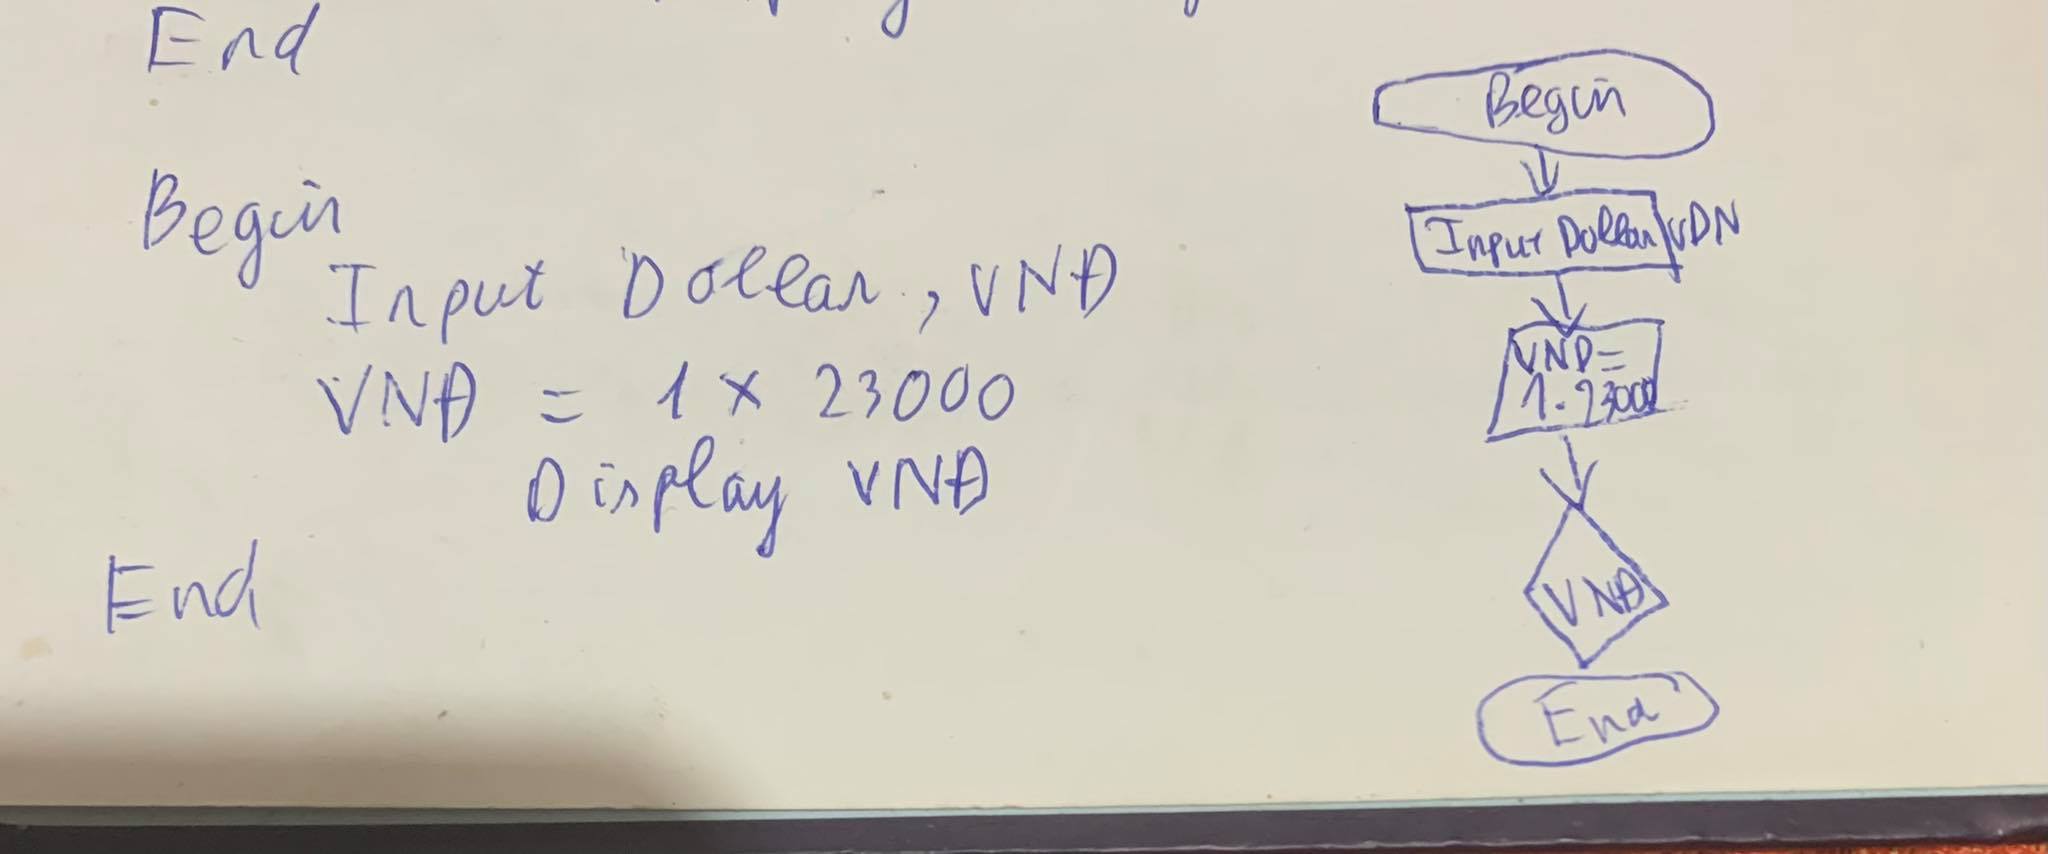 End
Begin
Input Dollar, VNĐ
VNĐ = 1 x 23000
Display VNĐ
End
Begin
Input Dollar, VDN
VNĐ =
1. 23000
VNĐ
End